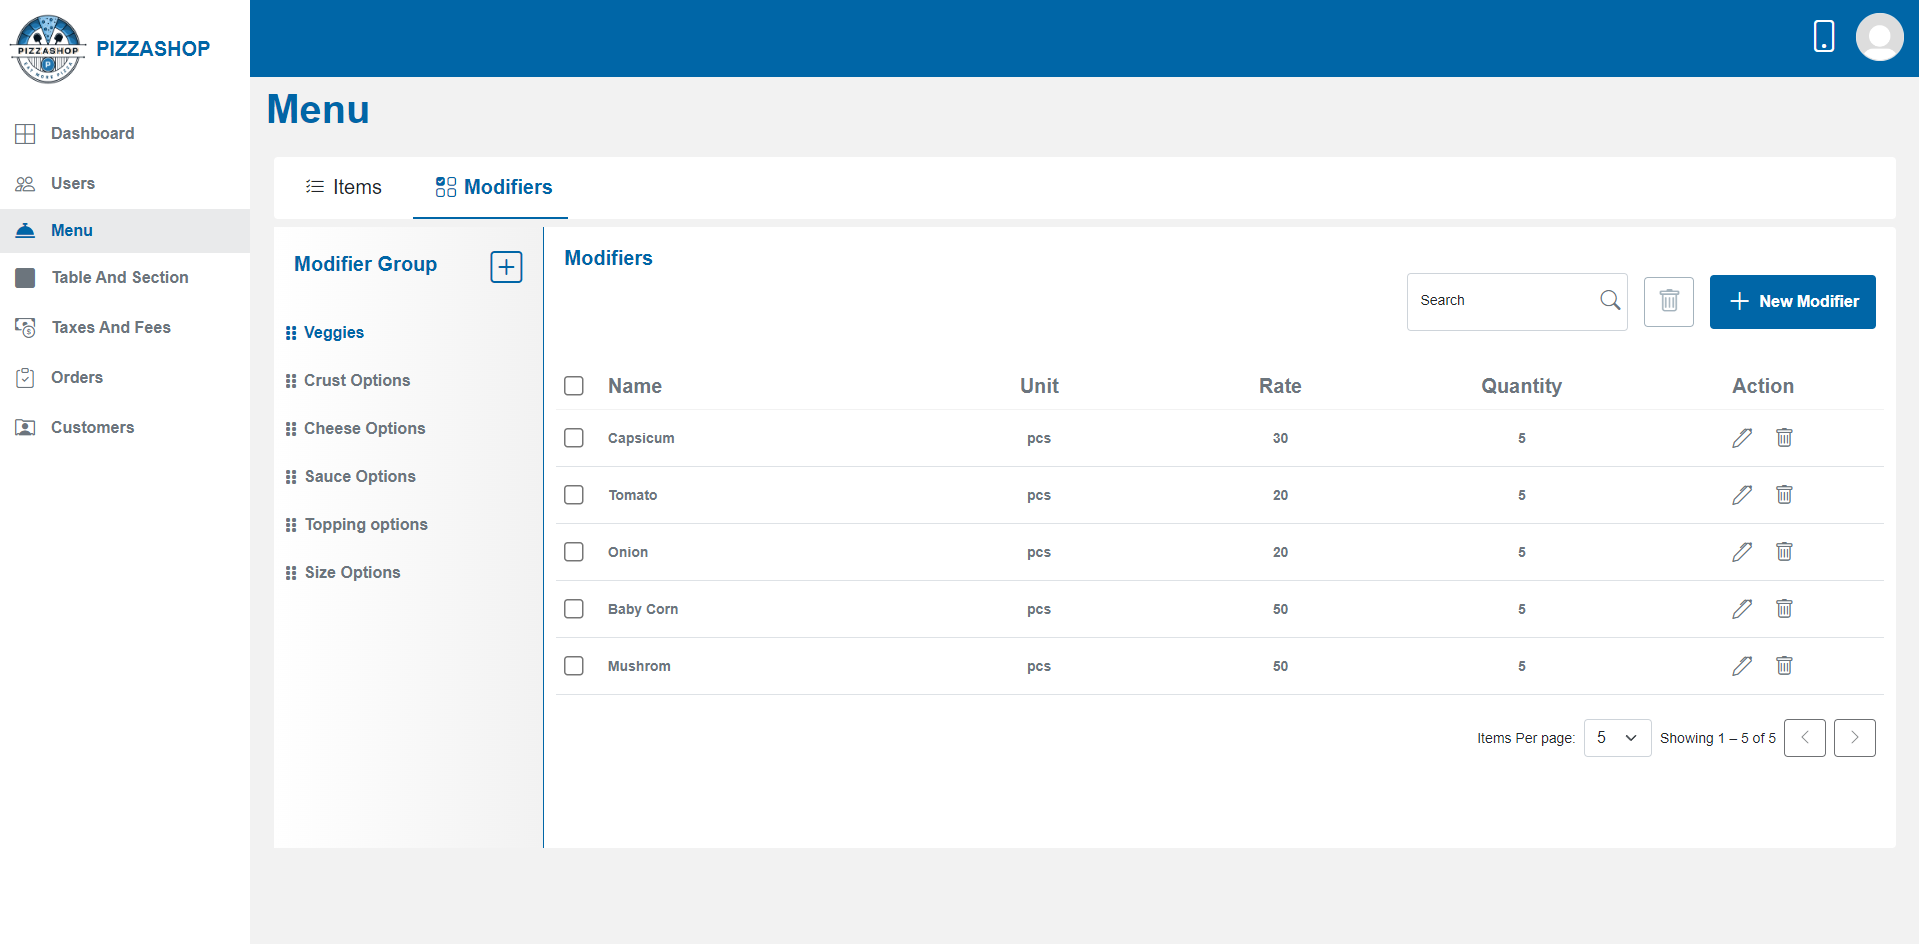 PIZZASHOP
EAT MORE PIZZA
PIZZASHOP
Dashboard
Users
Menu
Table And Section
Taxes And Fees
Orders
Customers
Menu
Items
Modifiers
Modifier Group
Veggies
Crust Options
Cheese Options
Sauce Options
Topping options
Size Options
Modifiers
Search
New Modifier
Name Unit Rate Quantity Action
Capsicum pcs 30 5
Tomato pcs 20 5
Onion pcs 20 5
Baby Corn pcs 50 5
Mushrom pcs 50 5
Items Per page: 5 Showing 1 – 5 of 5